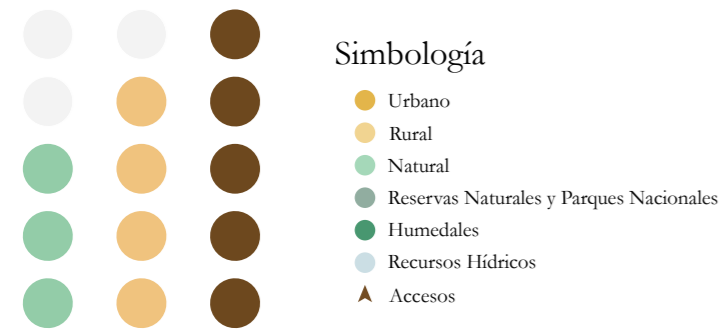 Simbología
Urbano
Rural
Natural
Reservas Naturales y Parques Nacionales
Humedales
Recursos Hídricos
Accesos